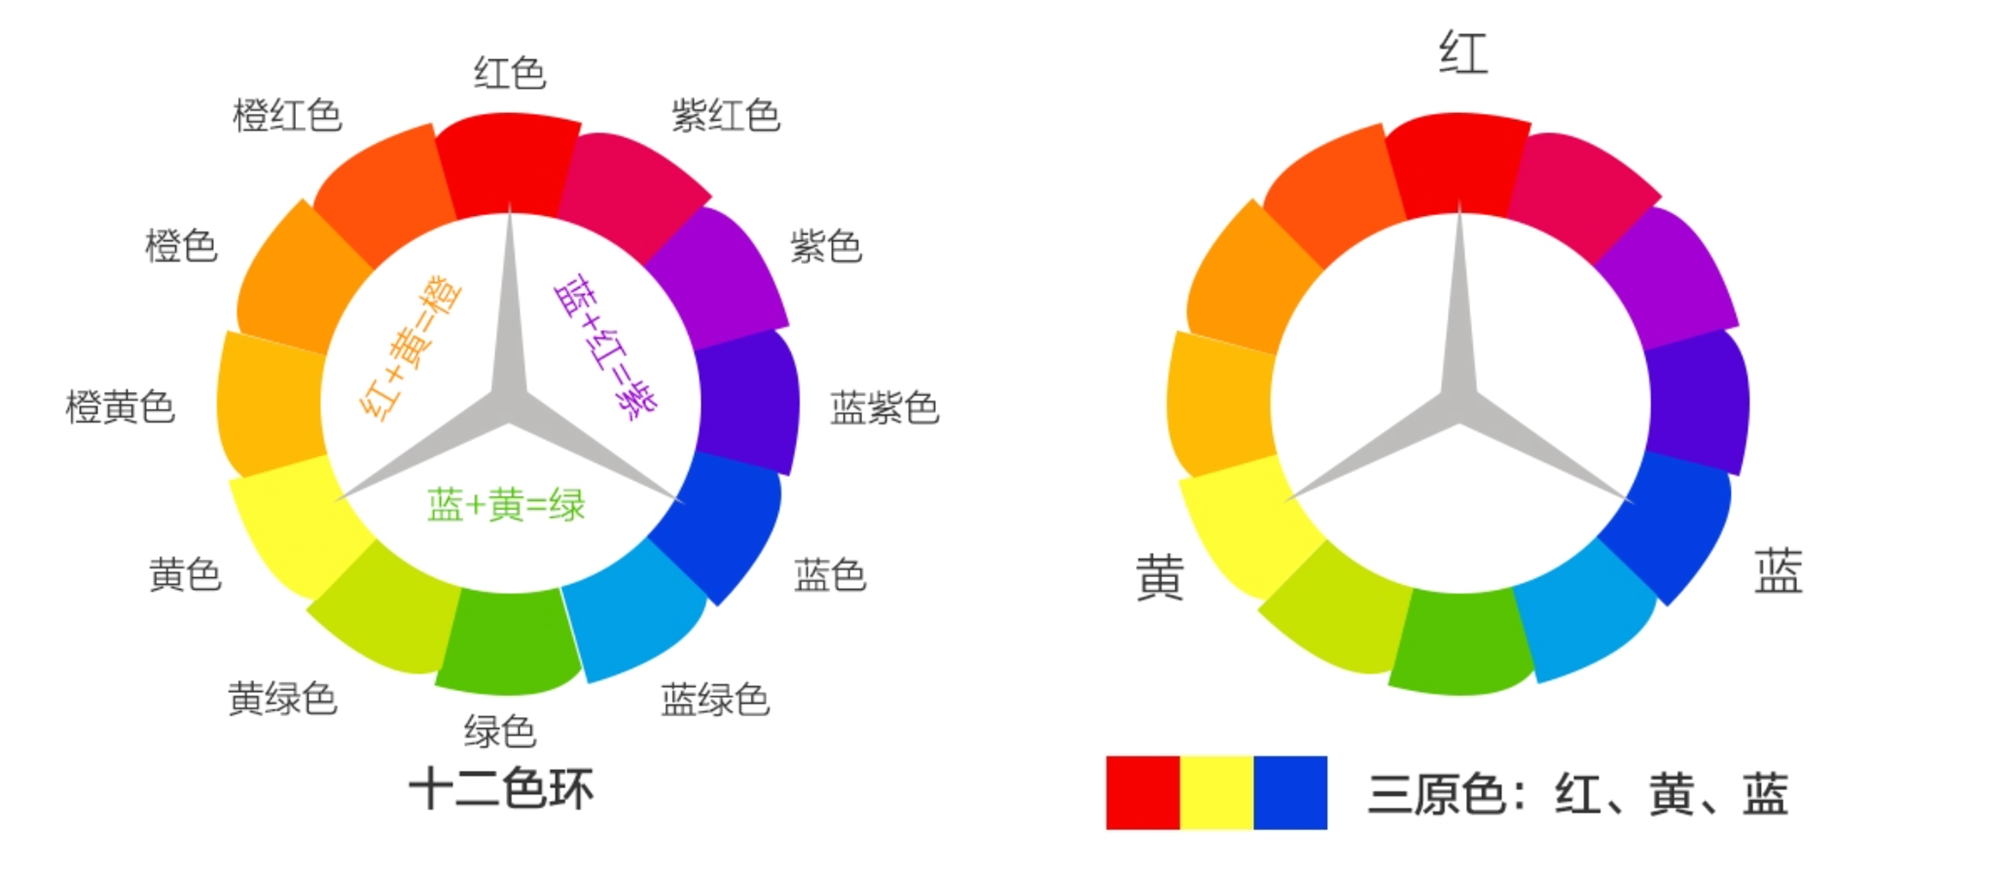 红色
橙红色
紫红色
橙色
紫色
红+黄=橙
蓝+红=紫
橙黄色
蓝紫色
蓝+黄=绿
黄色
蓝色
黄绿色
蓝绿色
绿色
十二色环
红
黄
蓝
三原色：红、黄、蓝